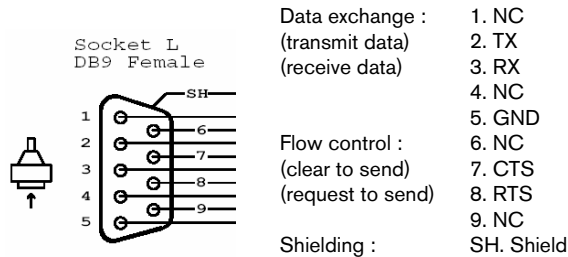 Socket L
DB9 Female
SH
1
6
2
7
3
8
4
9
5
Data exchange : 1. NC
(transmit data) 2. TX
(receive data) 3. RX
4. NC
5. GND
Flow control : 6. NC
(clear to send) 7. CTS
(request to send) 8. RTS
9. NC
Shielding : SH. Shield